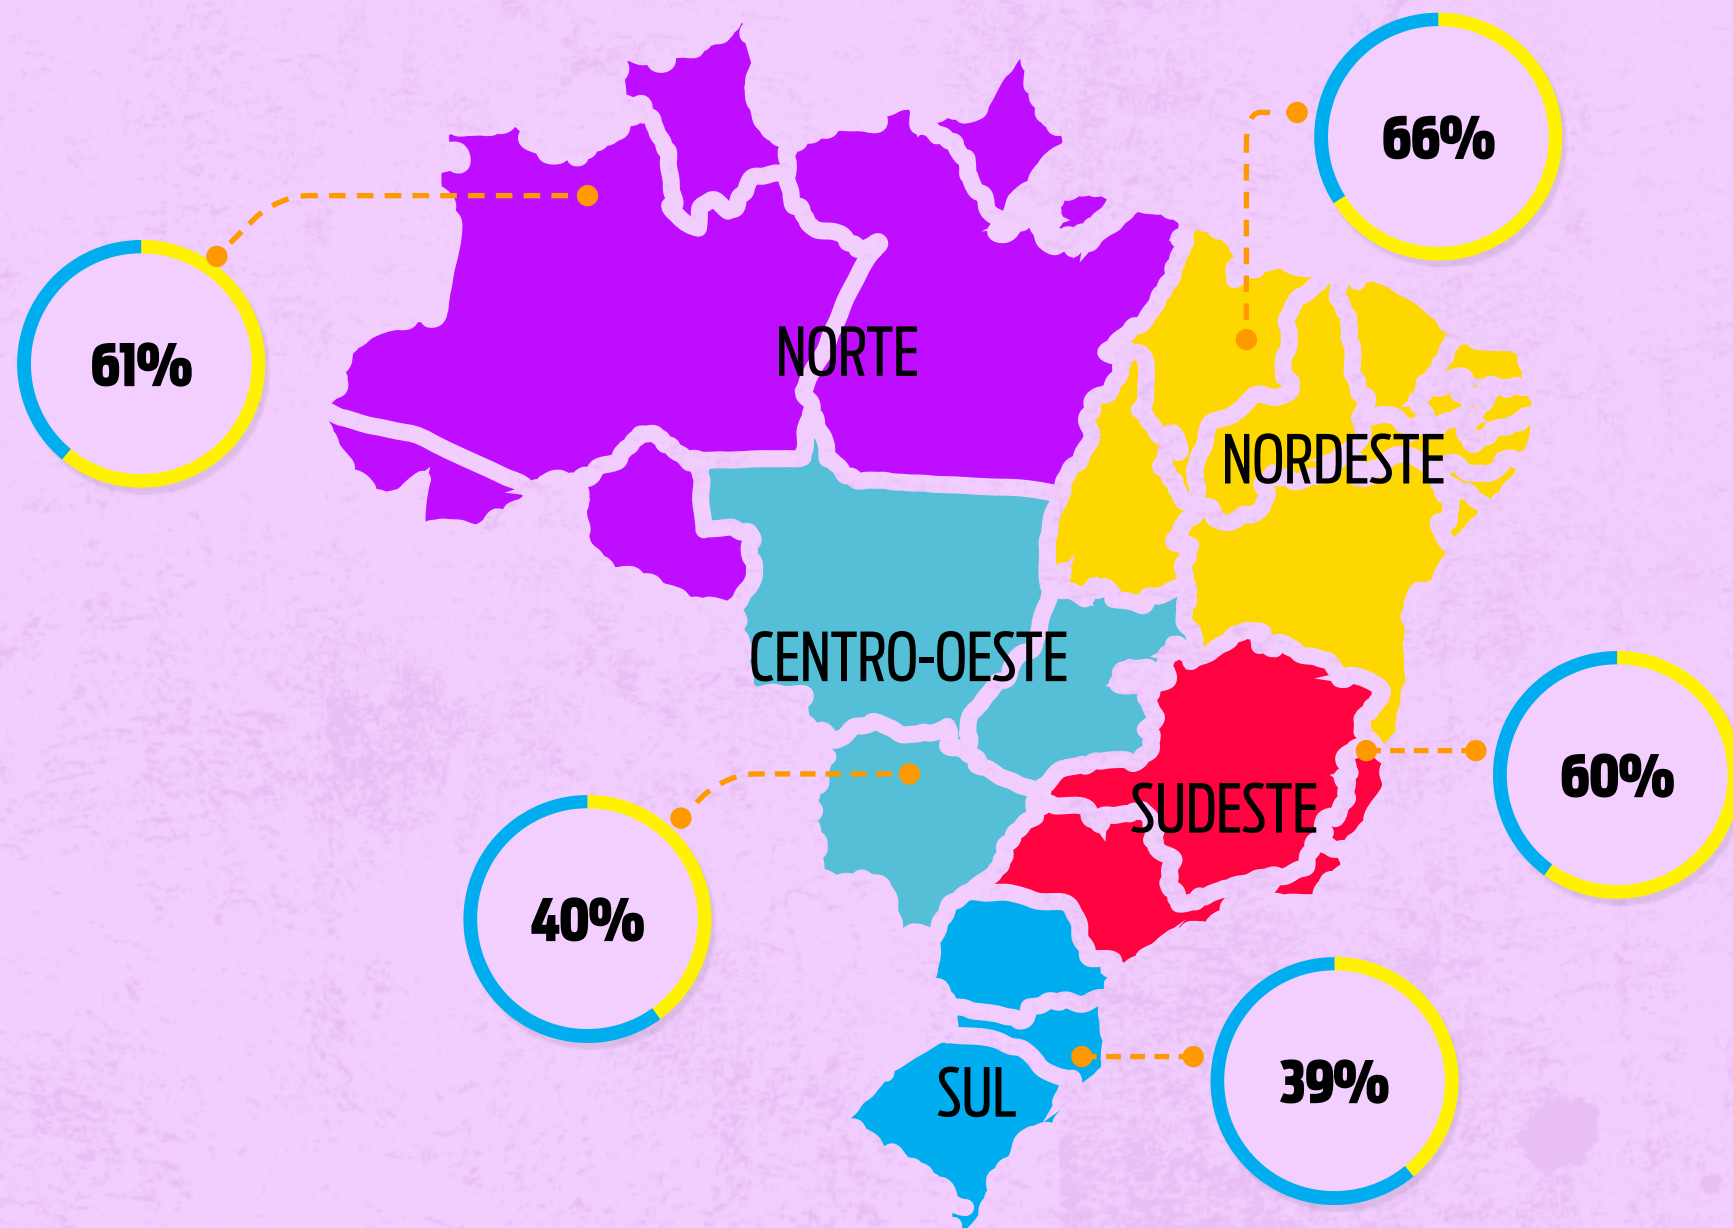 66%
61%
NORTE
NORDESTE
CENTRO-OESTE
60%
SUDESTE
40%
39%
SUL